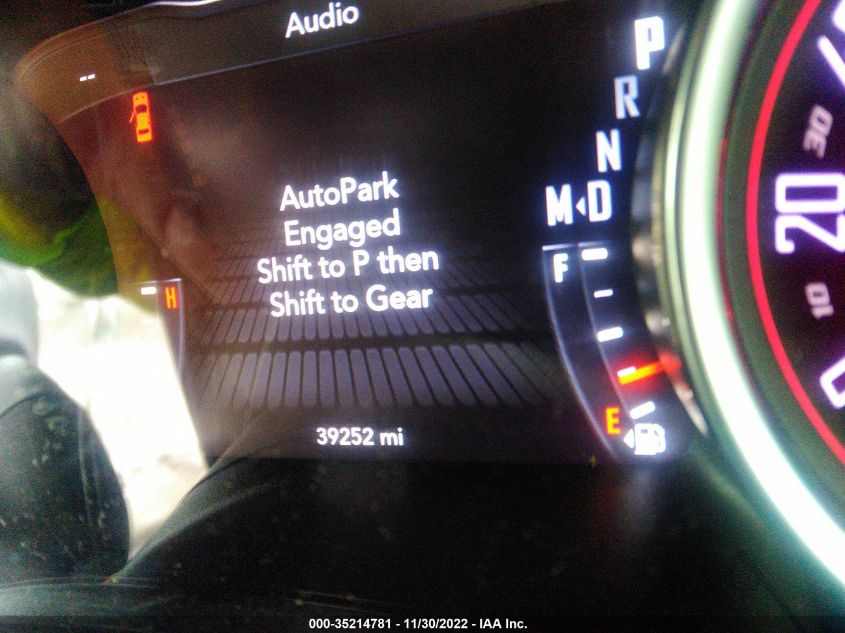 Audio
--
P
R
N
M◂D
AutoPark
Engaged
Shift to P then
Shift to Gear
H
F
E
39252 mi
30
20
10
0
000-35214781 - 11/30/2022 - IAA Inc.